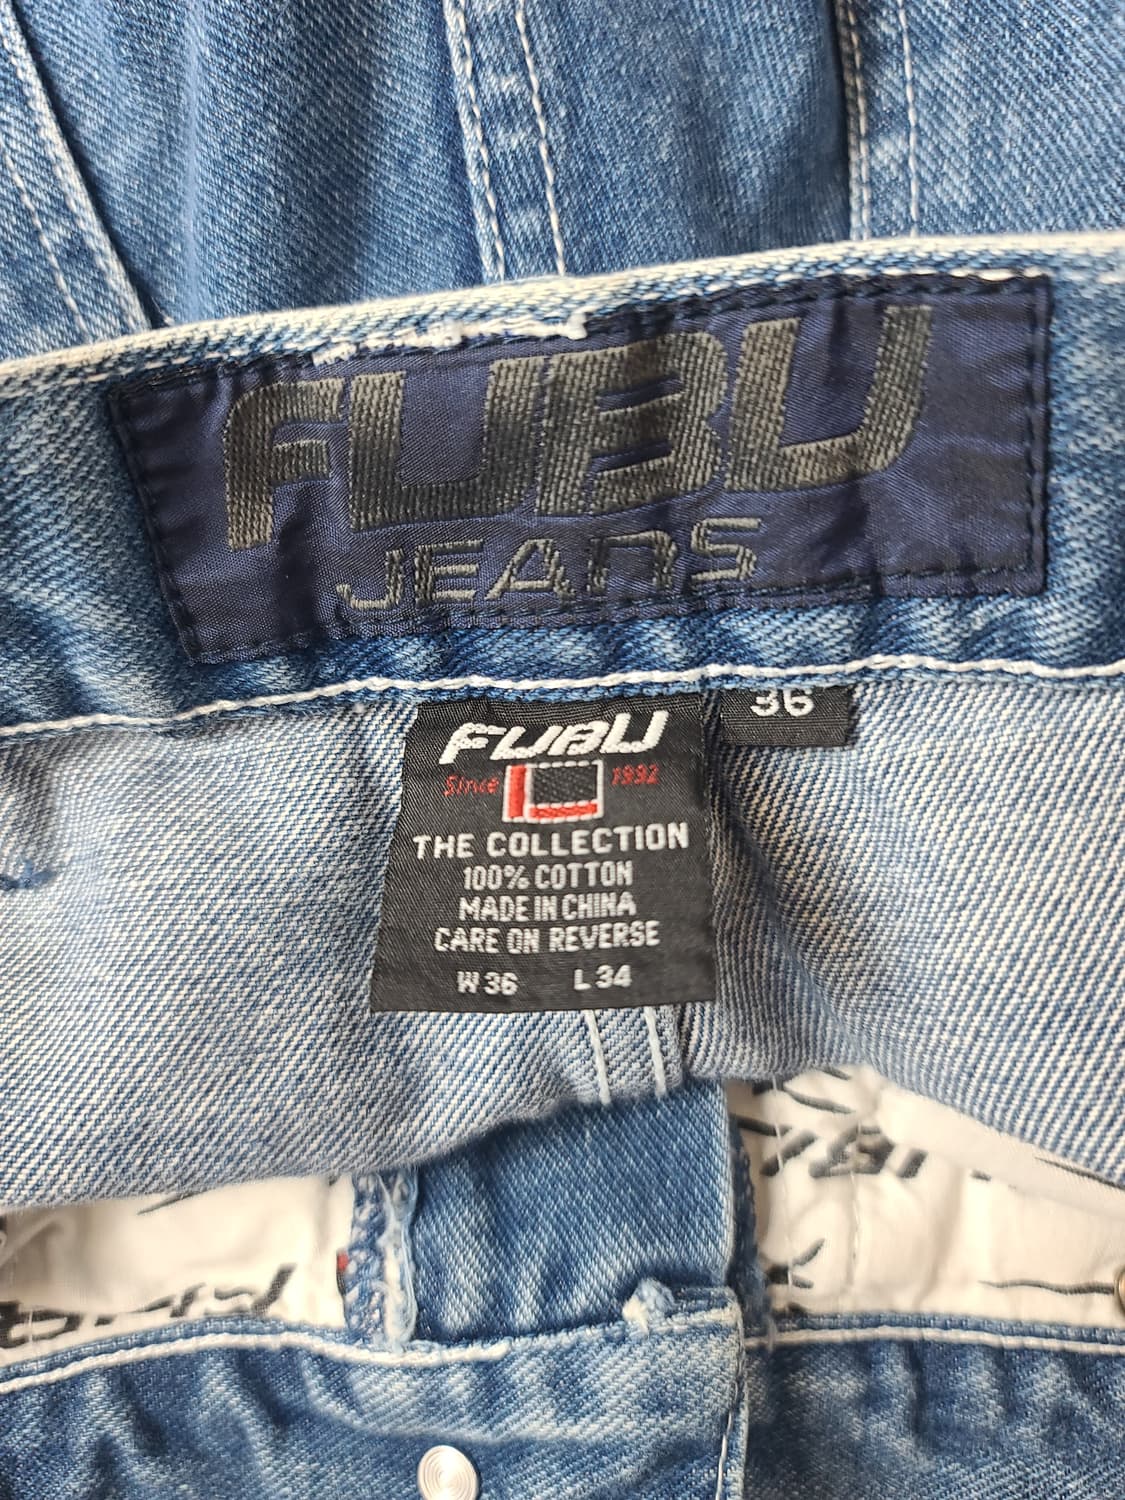 FUBU
JEANS
36
FUBU
Since 1992
THE COLLECTION
100% COTTON
MADE IN CHINA
CARE ON REVERSE
W 36 L 34